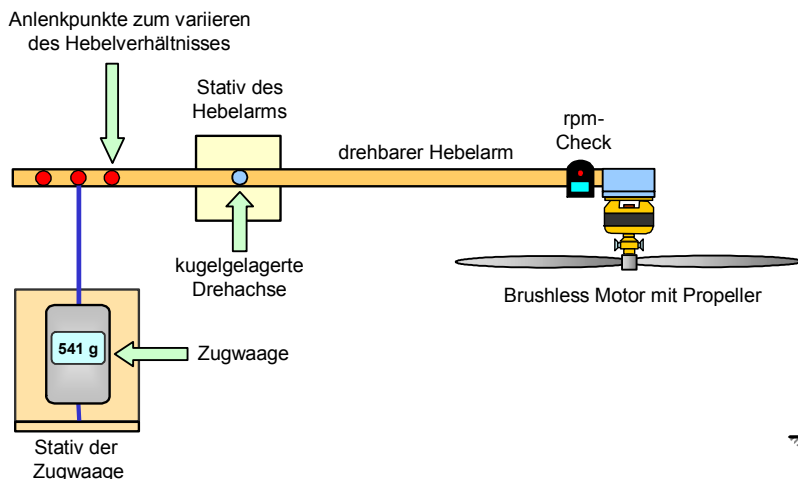 Anlenkpunkte zum variieren
des Hebelverhältnisses
Stativ des
Hebelarms
rpm-
Check
drehbarer Hebelarm
kugelgelagerte
Drehachse
Brushless Motor mit Propeller
541 g
Zugwaage
Stativ der
Zugwaage